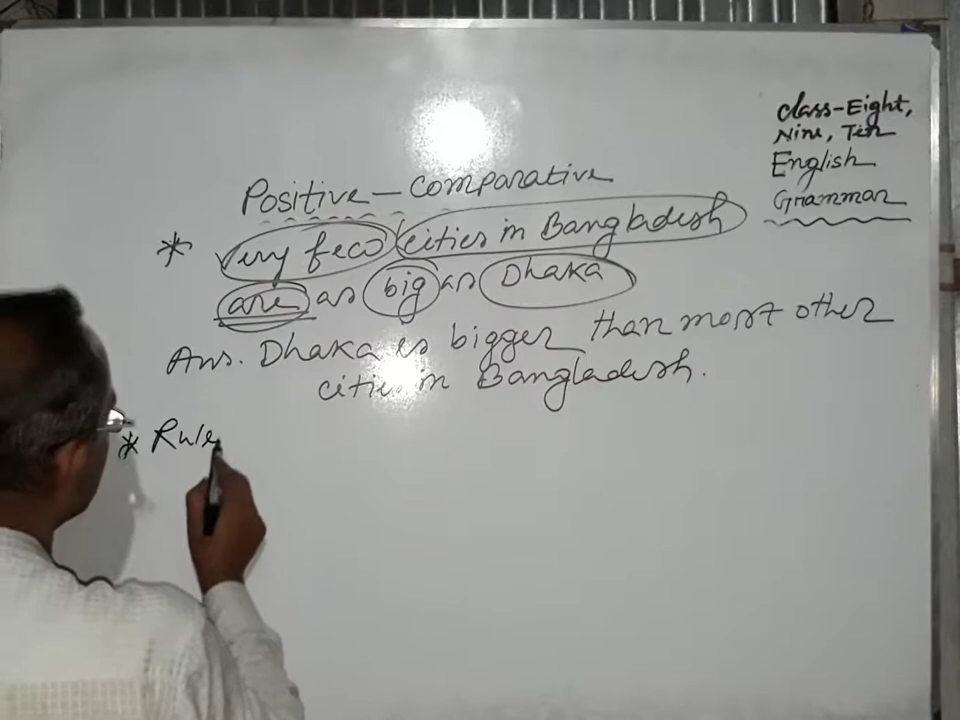 Class-Eight,
Nine, Ten
English
Grammar
Positive - Comparative
* Very few cities in Bangladesh
are as big as Dhaka
Ans. Dhaka is bigger than most other
cities in Bangladesh.
* Rule